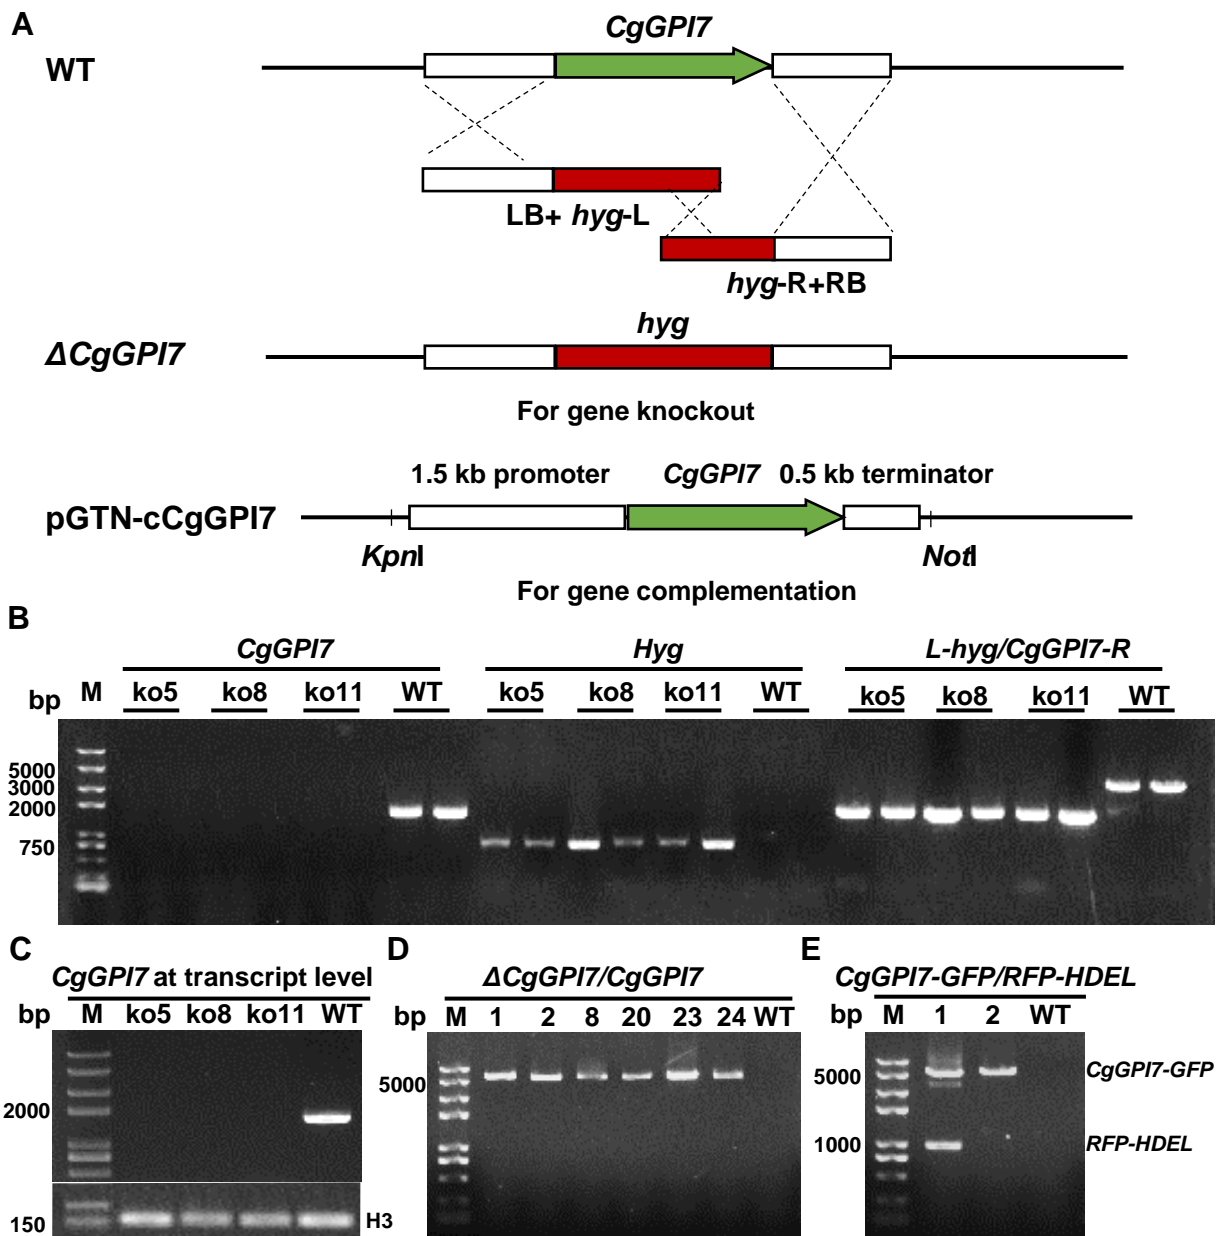 A
CgGPI7
WT
LB+ hyg-L
hyg-R+RB
hyg
ΔCgGPI7
For gene knockout
1.5 kb promoter CgGPI7 0.5 kb terminator
pGTN-cCgGPI7
KpnI NotI
For gene complementation
B
CgGPI7 Hyg L-hyg/CgGPI7-R
bp M ko5 ko8 ko11 WT ko5 ko8 ko11 WT ko5 ko8 ko11 WT
5000
3000
2000
750
C
CgGPI7 at transcript level
bp M ko5 ko8 ko11 WT
2000
150 H3
D
ΔCgGPI7/CgGPI7
bp M 1 2 8 20 23 24 WT
5000
E
CgGPI7-GFP/RFP-HDEL
bp M 1 2 WT
5000 CgGPI7-GFP
1000 RFP-HDEL